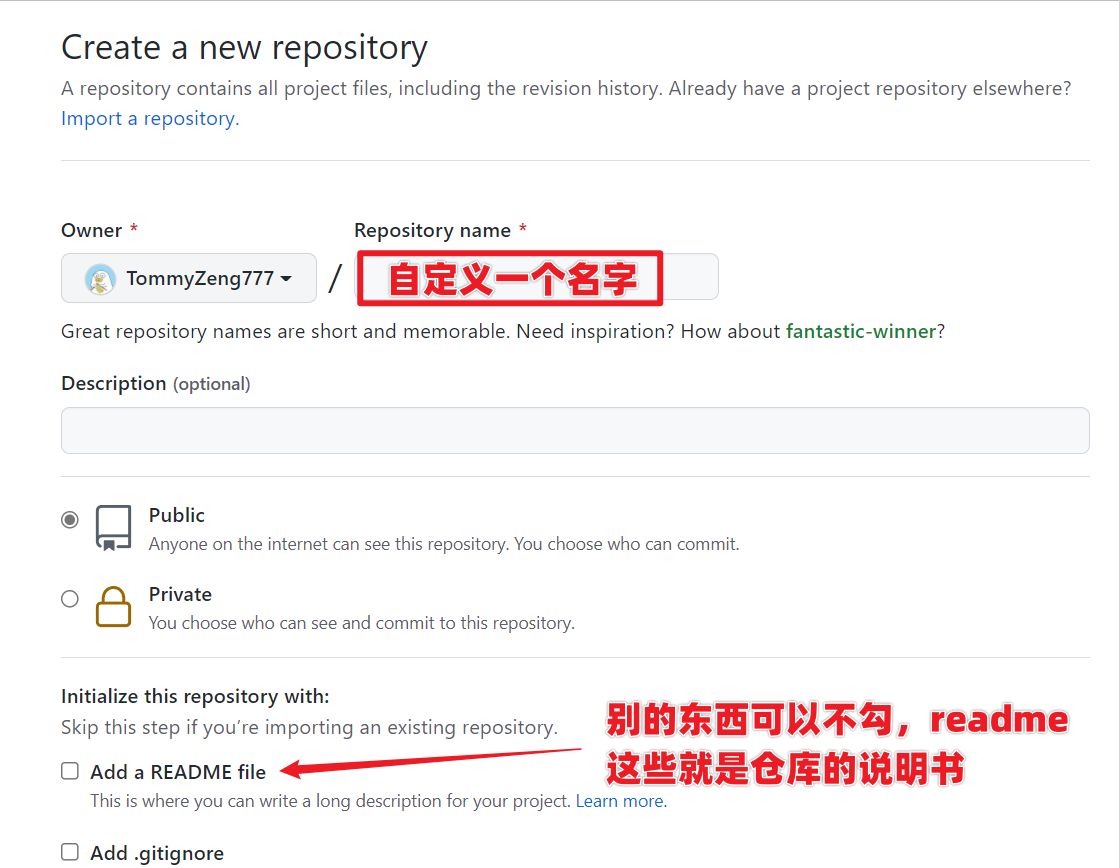 Create a new repository
A repository contains all project files, including the revision history. Already have a project repository elsewhere?
Import a repository.
Owner *
Repository name *
TommyZeng777
/
自定义一个名字
Great repository names are short and memorable. Need inspiration? How about fantastic-winner?
Description (optional)
Public
Anyone on the internet can see this repository. You choose who can commit.
Private
You choose who can see and commit to this repository.
Initialize this repository with:
Skip this step if you’re importing an existing repository.
别的东西可以不勾，readme
这些就是仓库的说明书
Add a README file
This is where you can write a long description for your project. Learn more.
Add .gitignore